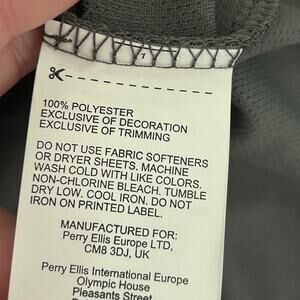 7
100% POLYESTER
EXCLUSIVE OF DECORATION
EXCLUSIVE OF TRIMMING
DO NOT USE FABRIC SOFTENERS
OR DRYER SHEETS. MACHINE
WASH COLD WITH LIKE COLORS.
NON-CHLORINE BLEACH. TUMBLE
DRY LOW. COOL IRON. DO NOT
IRON ON PRINTED LABEL.
MANUFACTURED FOR:
Perry Ellis Europe LTD,
CM8 3DJ, UK
Perry Ellis International Europe
Olympic House
Pleasants Street